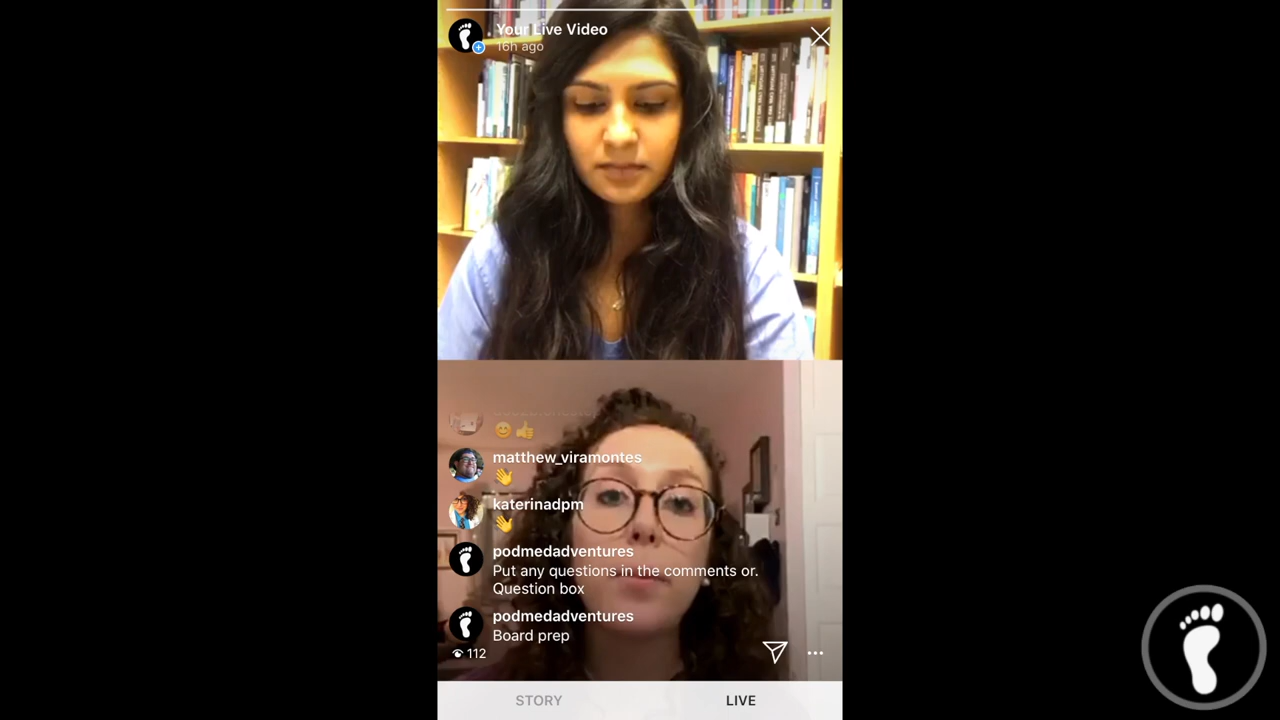 Your Live Video
16h ago
😊👍
matthew_viramontes
👋
katerinadpm
👋
podmedadventures
Put any questions in the comments or.
Question box
podmedadventures
Board prep
112
STORY
LIVE